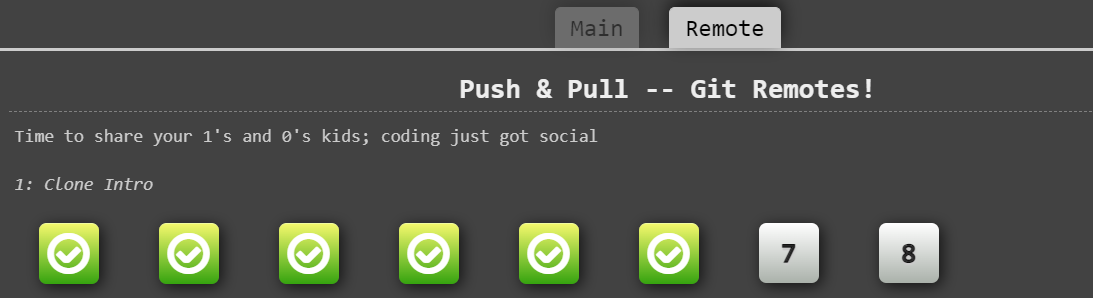 Main Remote
Push & Pull -- Git Remotes!
Time to share your 1's and 0's kids; coding just got social
1: Clone Intro
7 8